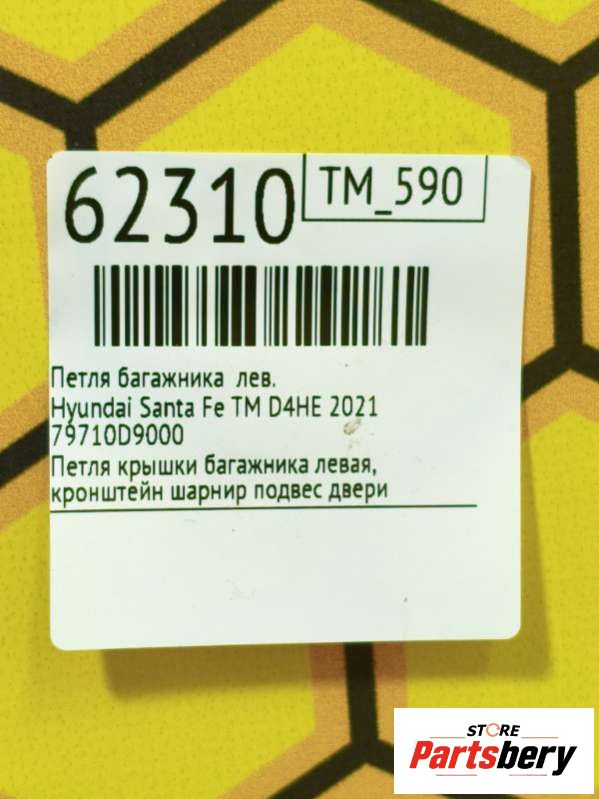 62310
TM_590
Петля багажника лев.
Hyundai Santa Fe TM D4HE 2021
79710D9000
Петля крышки багажника левая,
кронштейн шарнир подвес двери
STORE
Partsbery